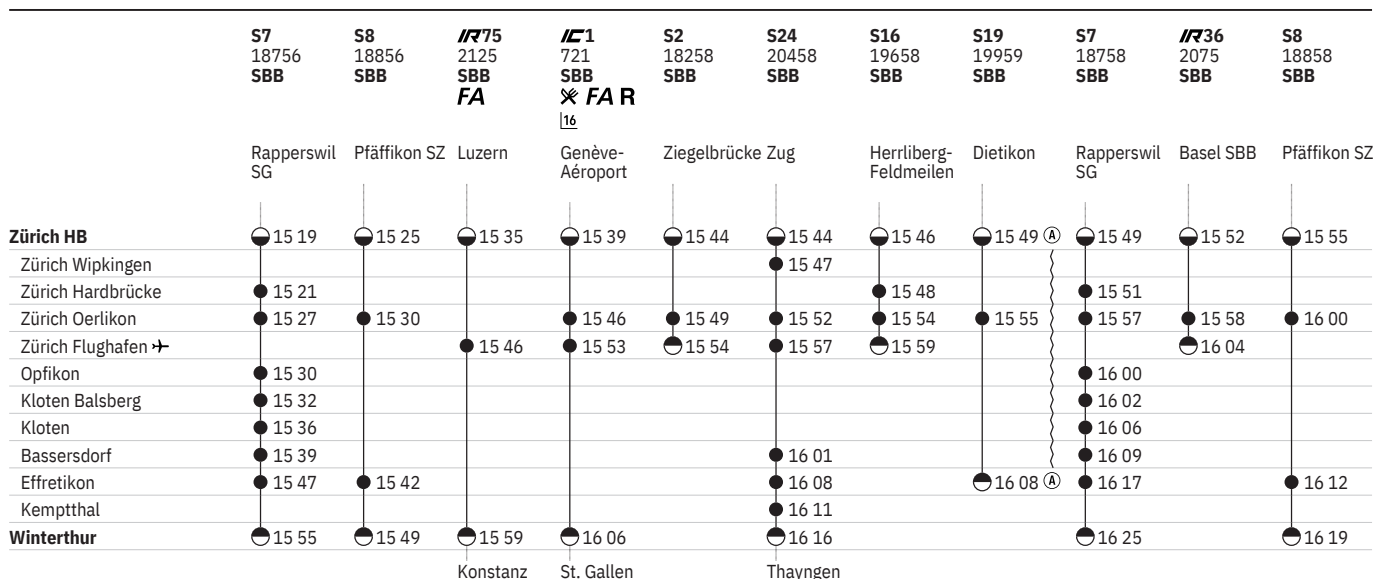 S7 S8 IR75 IC1 S2 S24 S16 S19 S7 IR36 S8
18756 18856 2125 721 18258 20458 19658 19959 18758 2075 18858
SBB SBB SBB SBB SBB SBB SBB SBB SBB SBB SBB
FA FA R
16
Rapperswil Pfäffikon SZ Luzern Genève- Ziegelbrücke Zug Herrliberg- Dietikon Rapperswil Basel SBB Pfäffikon SZ
SG Aéroport Feldmeilen SG
Zürich HB 15 19 15 25 15 35 15 39 15 44 15 44 15 46 15 49 A 15 49 15 52 15 55
Zürich Wipkingen 15 47
Zürich Hardbrücke 15 21 15 48 15 51
Zürich Oerlikon 15 27 15 30 15 46 15 49 15 52 15 54 15 55 15 57 15 58 16 00
Zürich Flughafen 15 46 15 53 15 54 15 57 15 59 16 04
Opfikon 15 30 16 00
Kloten Balsberg 15 32 16 02
Kloten 15 36 16 06
Bassersdorf 15 39 16 01 16 09
Effretikon 15 47 15 42 16 08 16 08 A 16 17 16 12
Kemptthal 16 11
Winterthur 15 55 15 49 15 59 16 06 16 16 16 25 16 19
Konstanz St. Gallen Thayngen